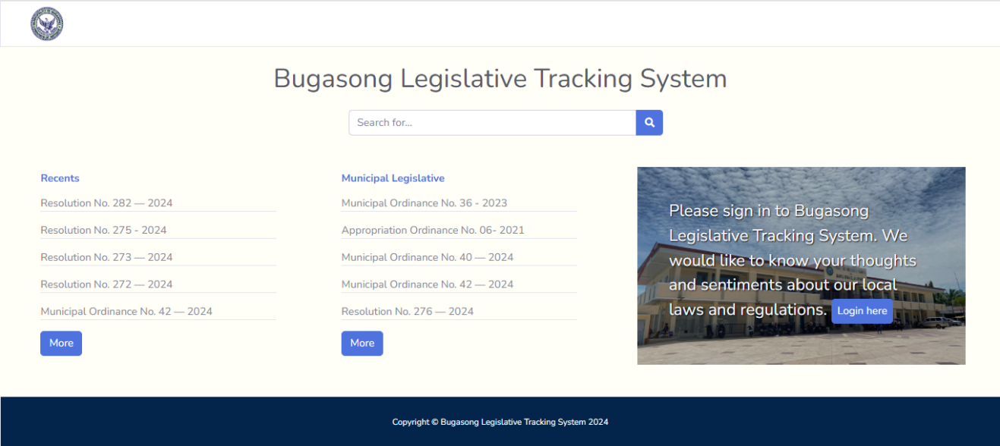 Bugasong Legislative Tracking System
Search for...
Recents
Resolution No. 282 — 2024
Resolution No. 275 - 2024
Resolution No. 273 — 2024
Resolution No. 272 — 2024
Municipal Ordinance No. 42 — 2024
More
Municipal Legislative
Municipal Ordinance No. 36 - 2023
Appropriation Ordinance No. 06- 2021
Municipal Ordinance No. 40 — 2024
Municipal Ordinance No. 42 — 2024
Resolution No. 276 — 2024
More
Please sign in to Bugasong
Legislative Tracking System. We
would like to know your thoughts
and sentiments about our local
laws and regulations. Login here
Copyright © Bugasong Legislative Tracking System 2024